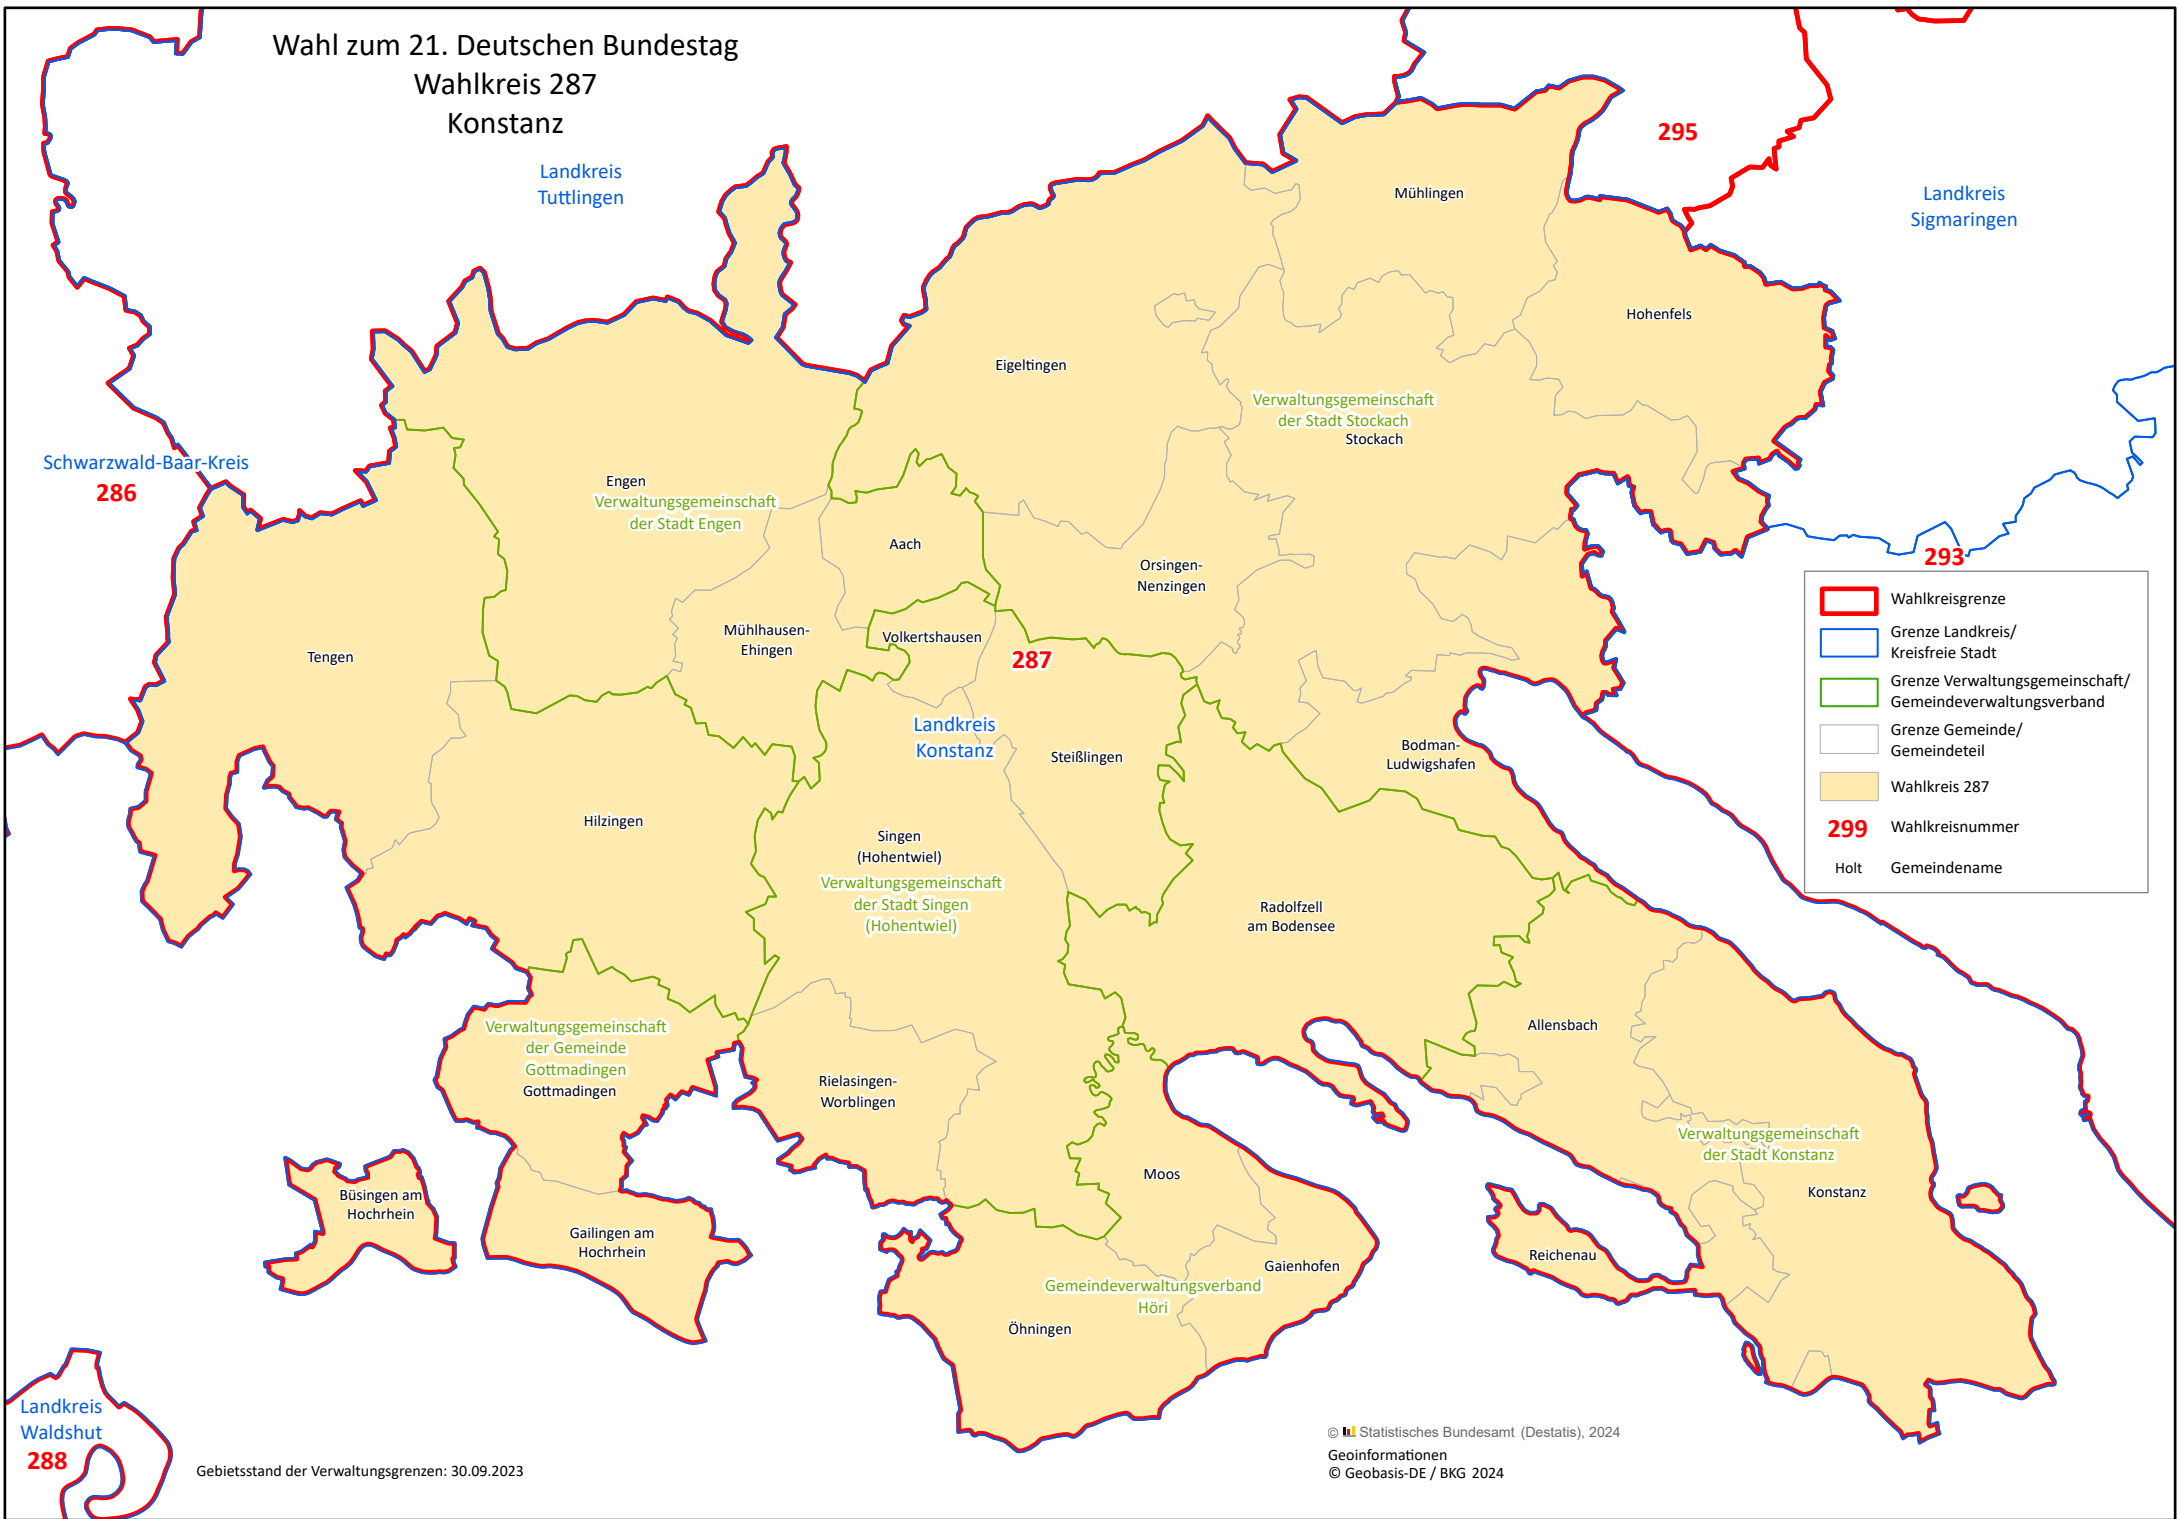 Wahl zum 21. Deutschen Bundestag
Wahlkreis 287
Konstanz
Landkreis
Tuttlingen
295
Landkreis
Sigmaringen
Mühlingen
Hohenfels
Eigeltingen
Verwaltungsgemeinschaft
der Stadt Stockach
Stockach
Schwarzwald-Baar-Kreis
286
Engen
Verwaltungsgemeinschaft
der Stadt Engen
Aach
Orsingen-
Nenzingen
293
Mühlhausen-
Ehingen
Volkertshausen
287
Tengen
Landkreis
Konstanz
Steißlingen
Bodman-
Ludwigshafen
Hilzingen
Singen
(Hohentwiel)
Verwaltungsgemeinschaft
der Stadt Singen
(Hohentwiel)
Radolfzell
am Bodensee
Wahlkreisgrenze
Grenze Landkreis/
Kreisfreie Stadt
Grenze Verwaltungsgemeinschaft/
Gemeindeverwaltungsverband
Grenze Gemeinde/
Gemeindeteil
Wahlkreis 287
299 Wahlkreisnummer
Holt Gemeindename
Verwaltungsgemeinschaft
der Gemeinde
Gottmadingen
Gottmadingen
Rielasingen-
Worblingen
Allensbach
Verwaltungsgemeinschaft
der Stadt Konstanz
Konstanz
Moos
Büsingen am
Hochrhein
Gailingen am
Hochrhein
Reichenau
Gaienhofen
Gemeindeverwaltungsverband
Höri
Öhningen
Landkreis
Waldshut
288
Gebietsstand der Verwaltungsgrenzen: 30.09.2023
© Statistisches Bundesamt (Destatis), 2024
Geoinformationen
© Geobasis-DE / BKG 2024